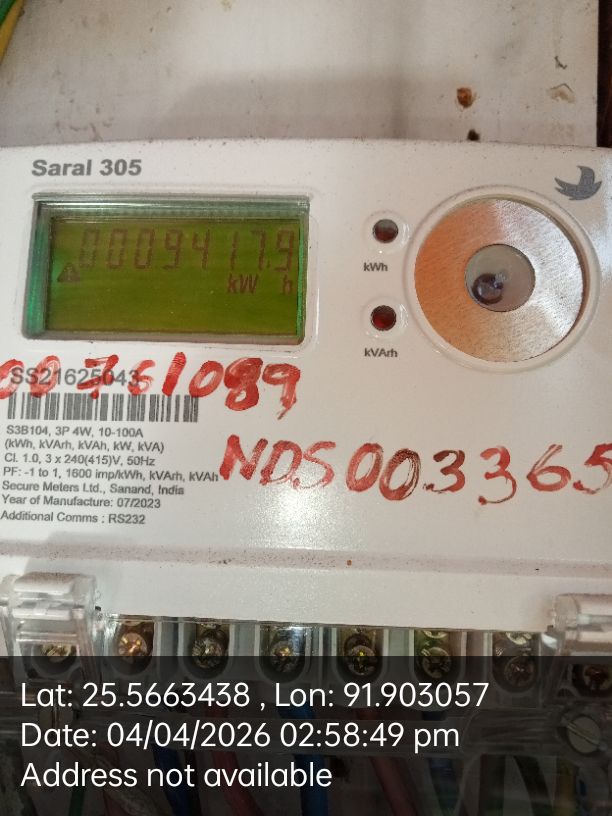 Saral 305
0009417.9
kW h
kWh
kVArh
00761089
SS21625043
S3B104, 3P 4W, 10-100A
(kWh, kVArh, kVAh, kW, kVA)
Cl. 1.0, 3 x 240(415)V, 50Hz
PF: -1 to 1, 1600 imp/kWh, kVArh, kVAh
Secure Meters Ltd., Sanand, India
Year of Manufacture: 07/2023
Additional Comms : RS232
NDS003365
Lat: 25.5663438 , Lon: 91.903057
Date: 04/04/2026 02:58:49 pm
Address not available